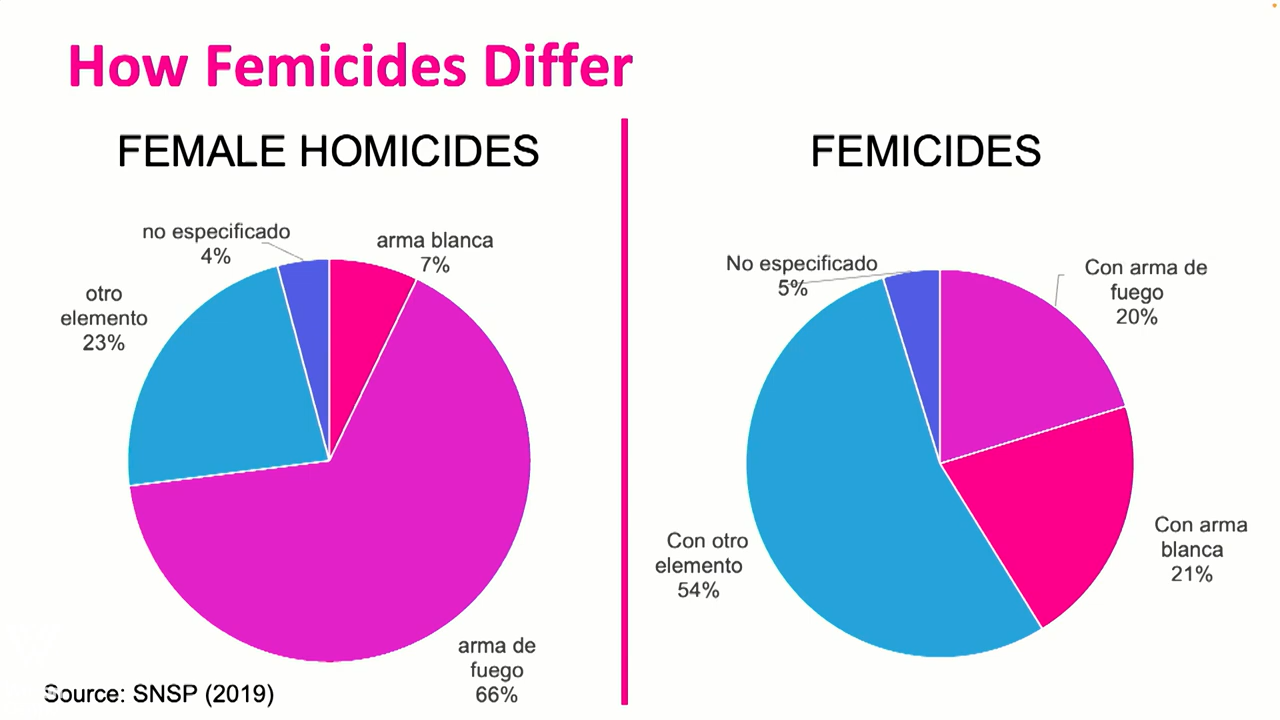 How Femicides Differ
FEMALE HOMICIDES
no especificado
4%
arma blanca
7%
otro
elemento
23%
arma de
fuego
66%
Source: SNSP (2019)
FEMICIDES
No especificado
5%
Con arma de
fuego
20%
Con otro
elemento
54%
Con arma
blanca
21%